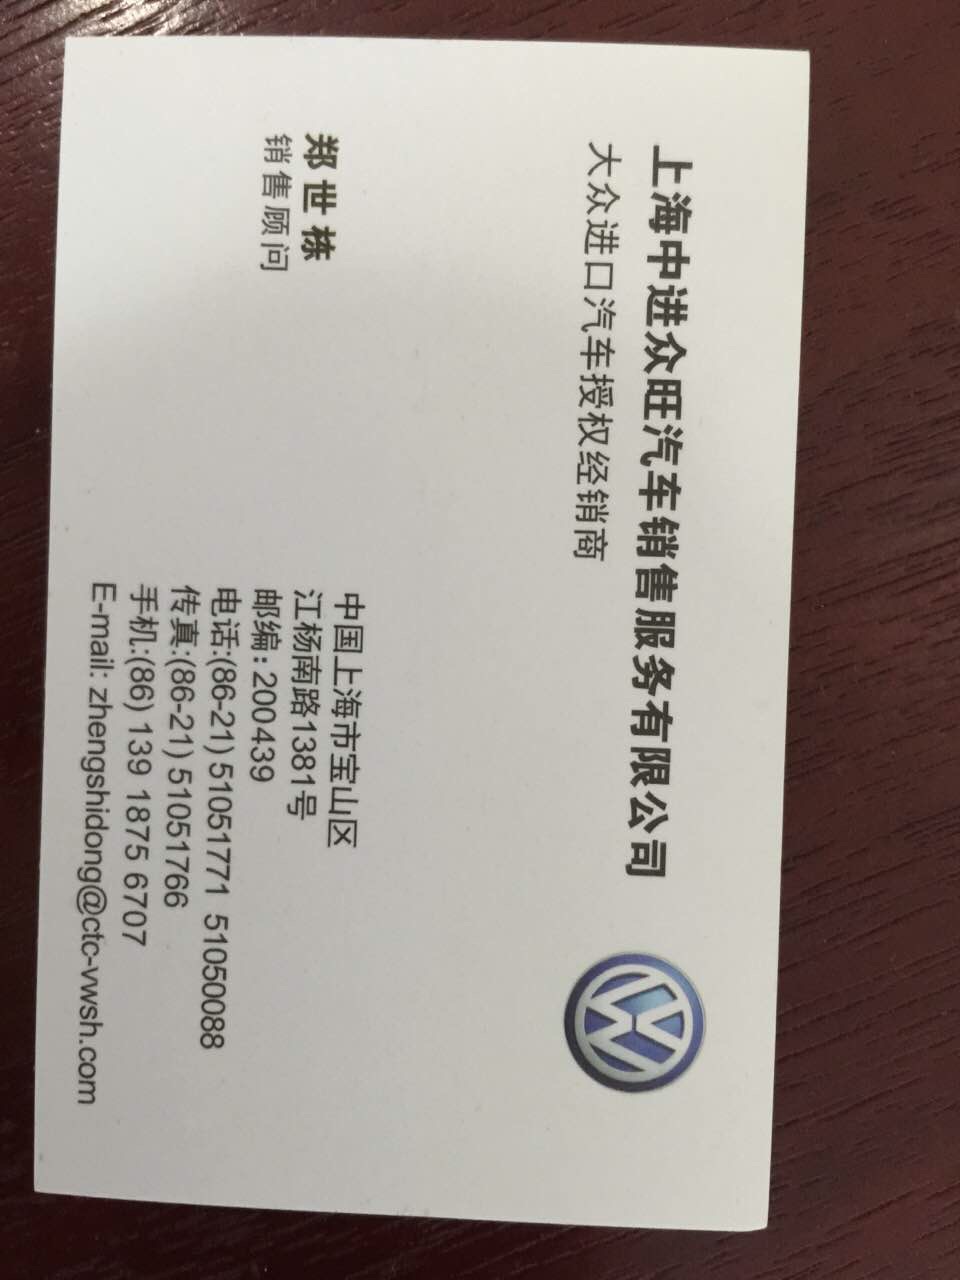 上海中进众旺汽车销售服务有限公司
大众进口汽车授权经销商
郑世栋
销售顾问
中国上海市宝山区
江杨南路1381号
邮编:200439
电话:(86-21) 51051771 51050088
传真:(86-21) 51051766
手机:(86) 139 1875 6707
E-mail: zhengshidong@ctc-vwsh.com